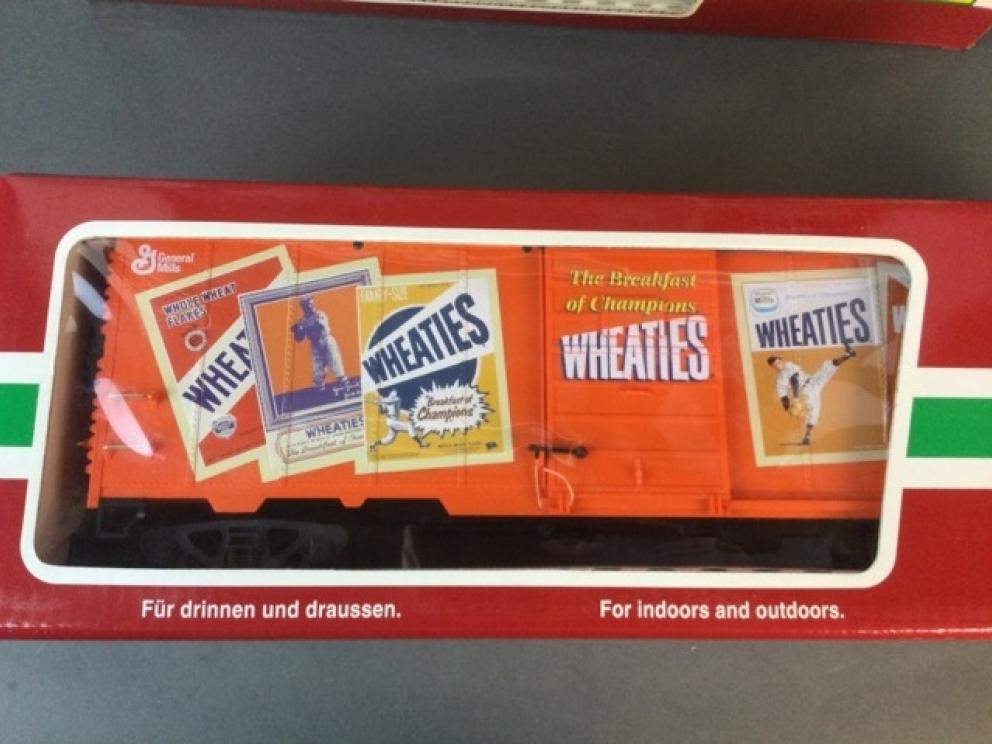 General
Mills
WHOLE WHEAT
FLAKES
WHEA
WHEATIES
FAMILY-SIZE
WHEATIES
"Breakfast of
Champions"
The Breakfast
of Champions
WHEATIES
Mills
WHEATIES
W
Für drinnen und draussen.
For indoors and outdoors.